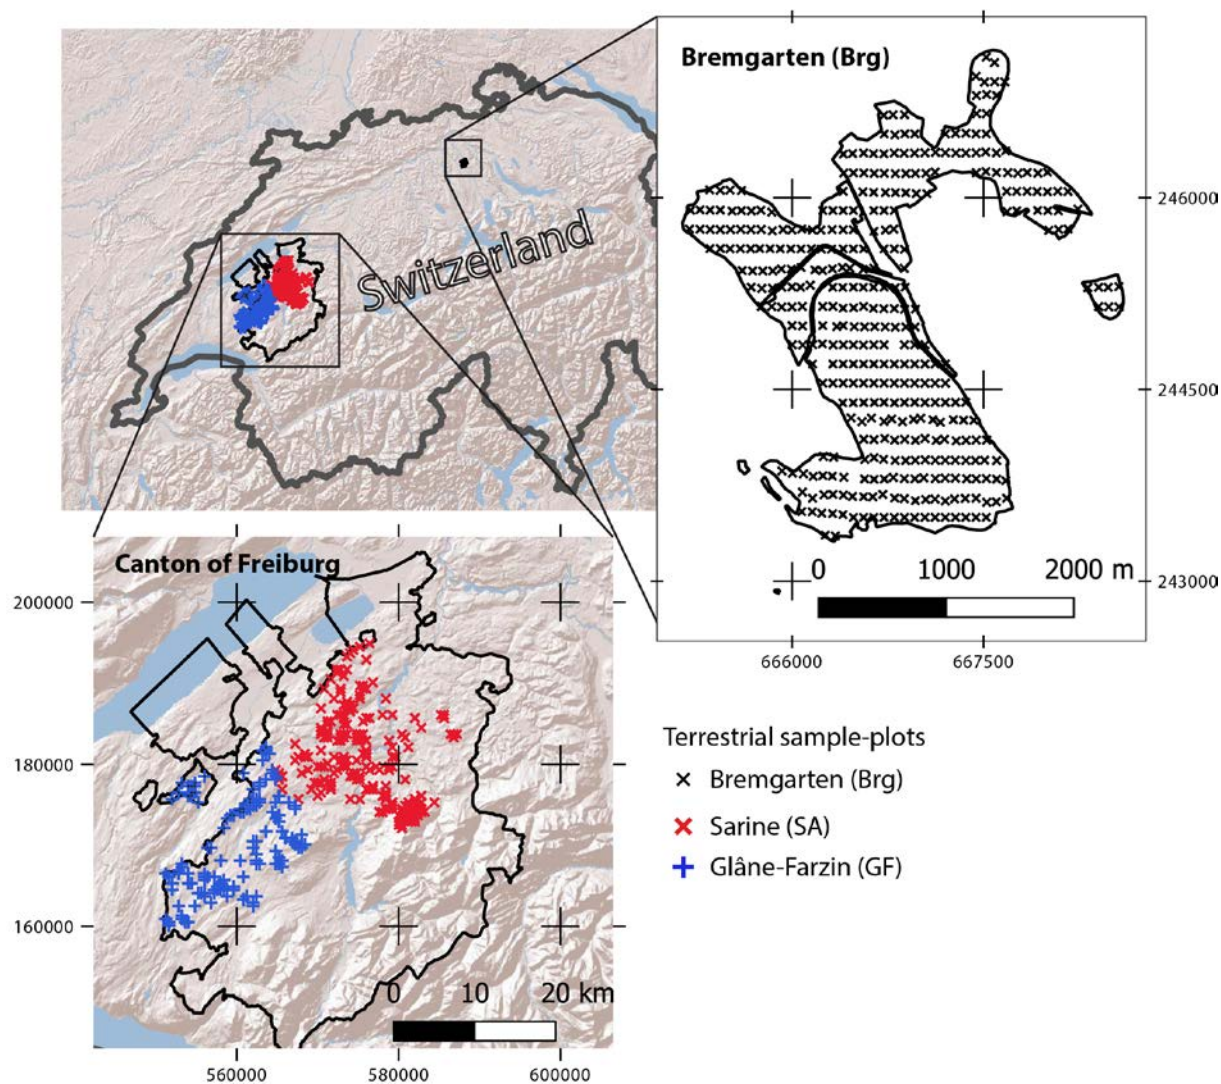 Bremgarten (Brg)
Switzerland
246000
244500
0 1000 2000 m
243000
666000 667500
Canton of Freiburg
200000
180000
160000
0 10 20 km
560000 580000 600000
Terrestrial sample-plots
Bremgarten (Brg)
Sarine (SA)
Glâne-Farzin (GF)